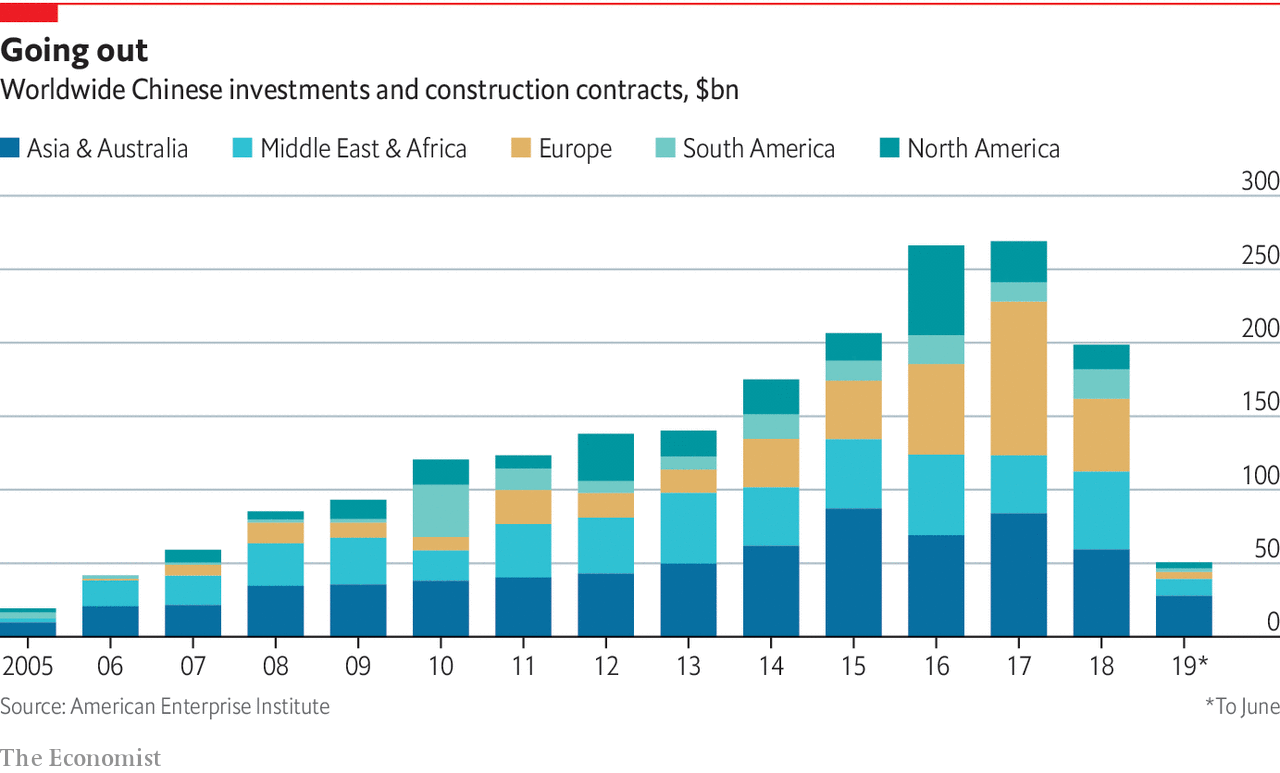 Going out
Worldwide Chinese investments and construction contracts, $bn
Asia & Australia Middle East & Africa Europe South America North America
300
250
200
150
100
50
0
2005 06 07 08 09 10 11 12 13 14 15 16 17 18 19*
Source: American Enterprise Institute *To June
The Economist